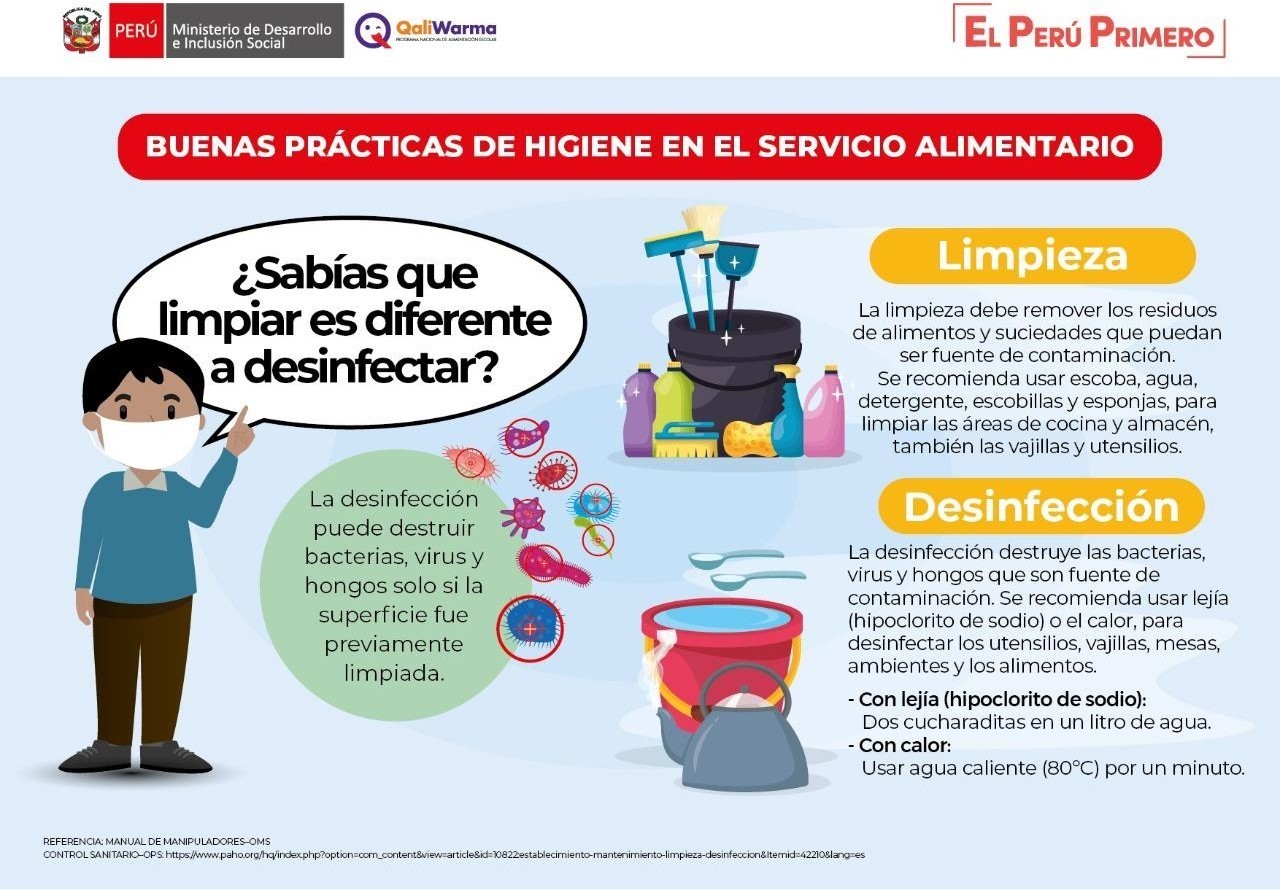 PERÚ
Ministerio de Desarrollo
e Inclusión Social
QaliWarma
PROGRAMA NACIONAL DE ALIMENTACIÓN ESCOLAR
EL PERÚ PRIMERO
BUENAS PRÁCTICAS DE HIGIENE EN EL SERVICIO ALIMENTARIO
¿Sabías que
limpiar es diferente
a desinfectar?
La desinfección
puede destruir
bacterias, virus y
hongos solo si la
superficie fue
previamente
limpiada.
Limpieza
La limpieza debe remover los residuos
de alimentos y suciedades que puedan
ser fuente de contaminación.
Se recomienda usar escoba, agua,
detergente, escobillas y esponjas, para
limpiar las áreas de cocina y almacén,
también las vajillas y utensilios.
Desinfección
La desinfección destruye las bacterias,
virus y hongos que son fuente de
contaminación. Se recomienda usar lejía
(hipoclorito de sodio) o el calor, para
desinfectar los utensilios, vajillas, mesas,
ambientes y los alimentos.
- Con lejía (hipoclorito de sodio):
Dos cucharaditas en un litro de agua.
- Con calor:
Usar agua caliente (80°C) por un minuto.
REFERENCIA: MANUAL DE MANIPULADORES-OMS
CONTROL SANITARIO-OPS: https://www.paho.org/hq/index.php?option=com_content&view=article&id=10822:establecimiento-mantenimiento-limpieza-desinfeccion&Itemid=42210&lang=es